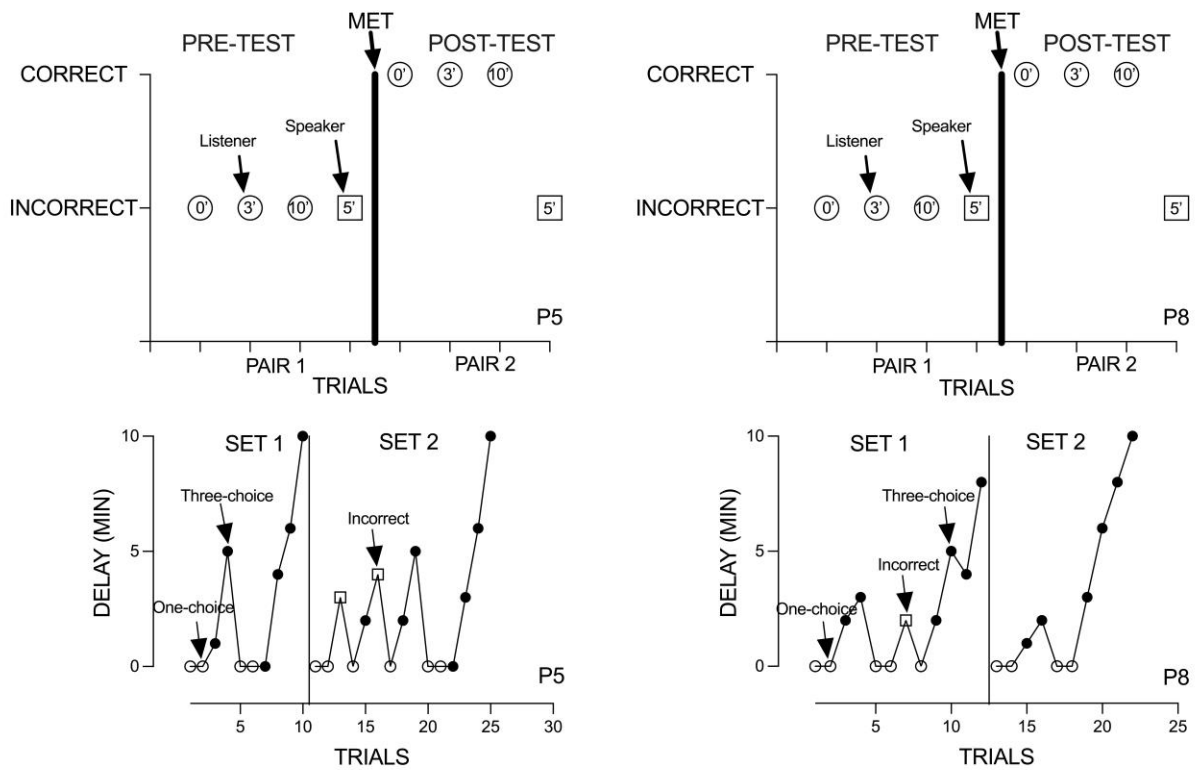 MET
PRE-TEST POST-TEST
CORRECT 0' 3' 10'
Speaker
Listener
INCORRECT 0' 3' 10' 5' 5'
P5
PAIR 1 PAIR 2
TRIALS
MET
PRE-TEST POST-TEST
CORRECT 0' 3' 10'
Speaker
Listener
INCORRECT 0' 3' 10' 5' 5'
P8
PAIR 1 PAIR 2
TRIALS
10 SET 1 SET 2
Three-choice
Incorrect
5
DELAY (MIN)
One-choice
0 P5
5 10 15 20 25 30
TRIALS
10 SET 1 SET 2
Three-choice
5
Incorrect
DELAY (MIN)
One-choice
0 P8
5 10 15 20 25
TRIALS